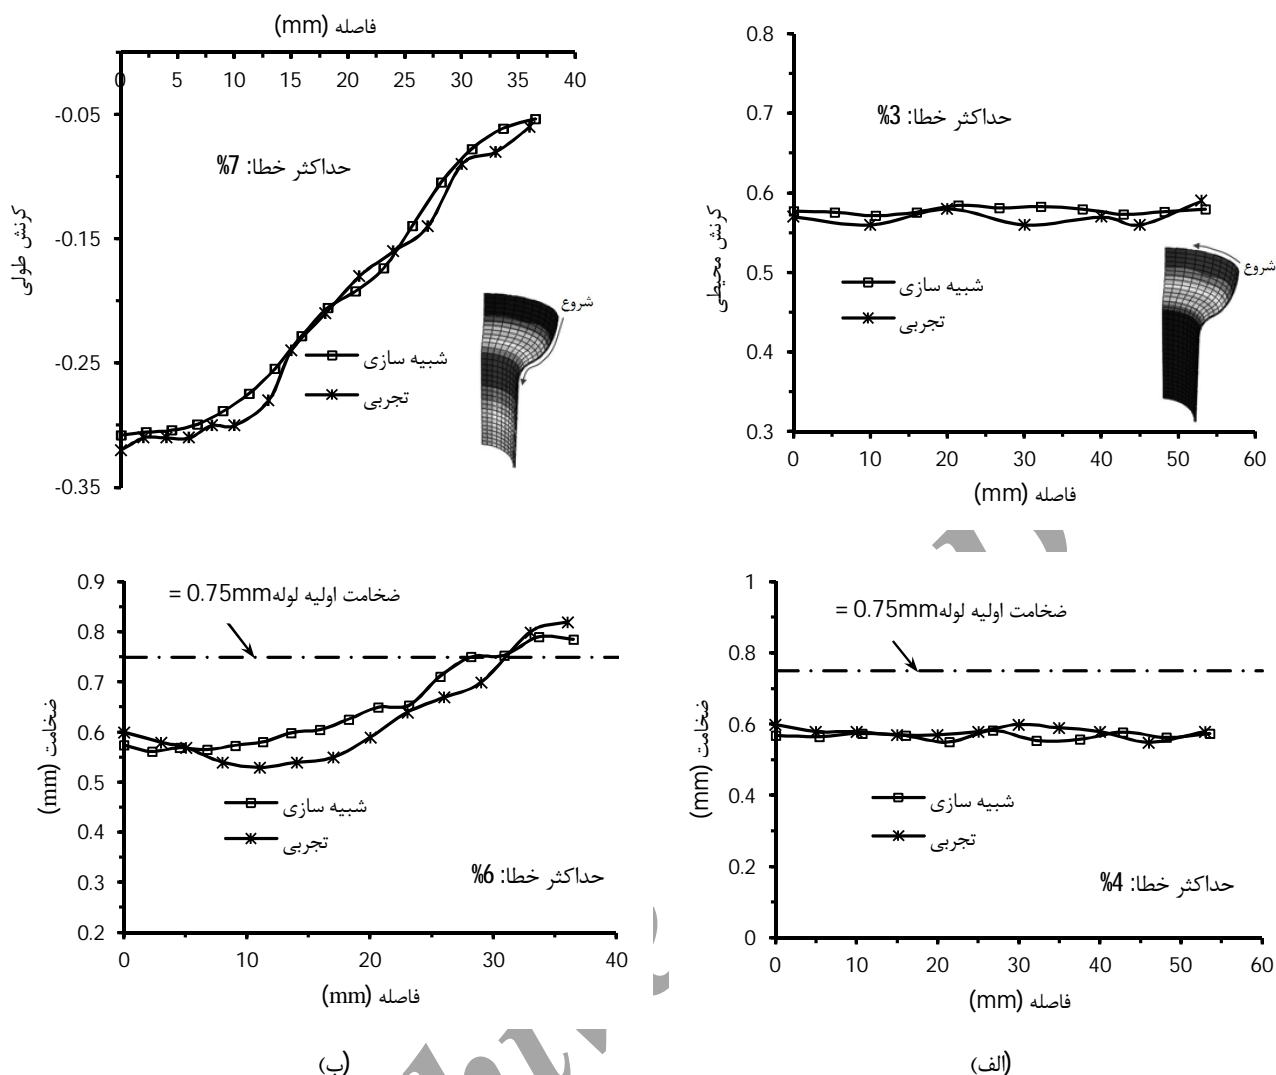 فاصله (mm)
0 5 10 15 20 25 30 35 40
-0.05
-0.15
-0.25
-0.35
کرنش طولی
حداکثر خطا: 7%
شبیه سازی
تجربی
شروع
0.8
0.7
0.6
0.5
0.4
0.3
کرنش محیطی
حداکثر خطا: 3%
شبیه سازی
تجربی
شروع
0 10 20 30 40 50 60
فاصله (mm)
0.9
0.8
0.7
0.6
0.5
0.4
0.3
0.2
ضخامت (mm)
ضخامت اولیه لوله = 0.75mm
شبیه سازی
تجربی
حداکثر خطا: 6%
0 10 20 30 40
فاصله (mm)
(ب)
1
0.8
0.6
0.4
0.2
0
ضخامت (mm)
ضخامت اولیه لوله = 0.75mm
شبیه سازی
تجربی
حداکثر خطا: 4%
0 10 20 30 40 50 60
فاصله (mm)
(الف)